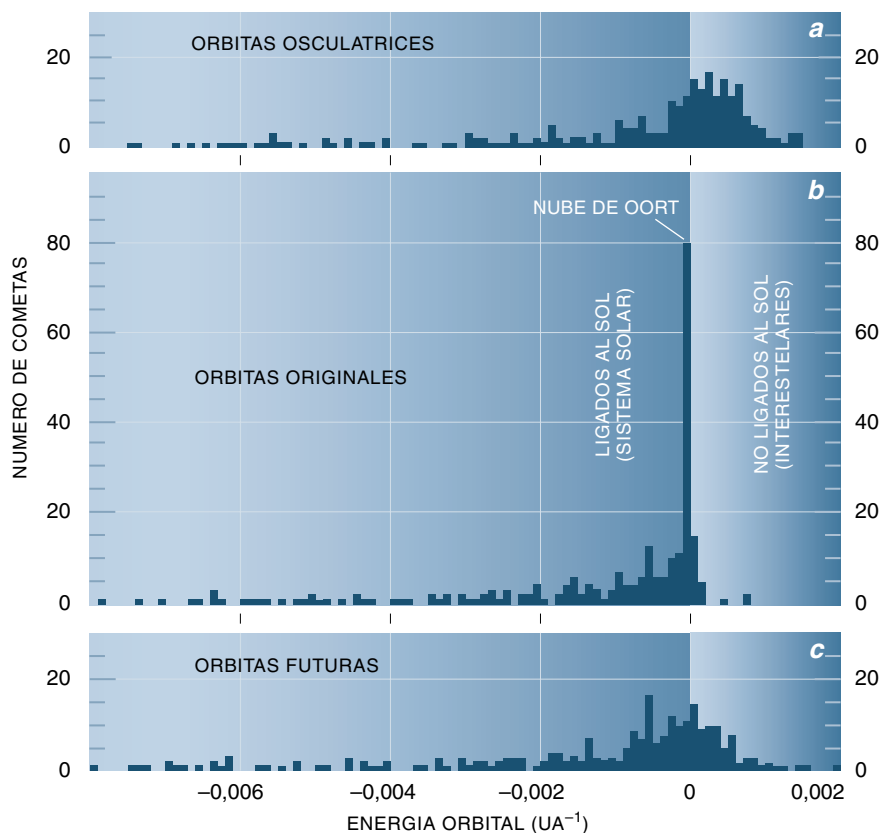 ORBITAS OSCULATRICES
a
20
20
0
0
b
NUBE DE OORT
80
80
60
60
40
40
20
20
0
0
NUMERO DE COMETAS
ORBITAS ORIGINALES
LIGADOS AL SOL
(SISTEMA SOLAR)
NO LIGADOS AL SOL
(INTERESTELARES)
ORBITAS FUTURAS
c
20
20
0
0
–0,006
–0,004
–0,002
0
0,002
ENERGIA ORBITAL (UA–1)